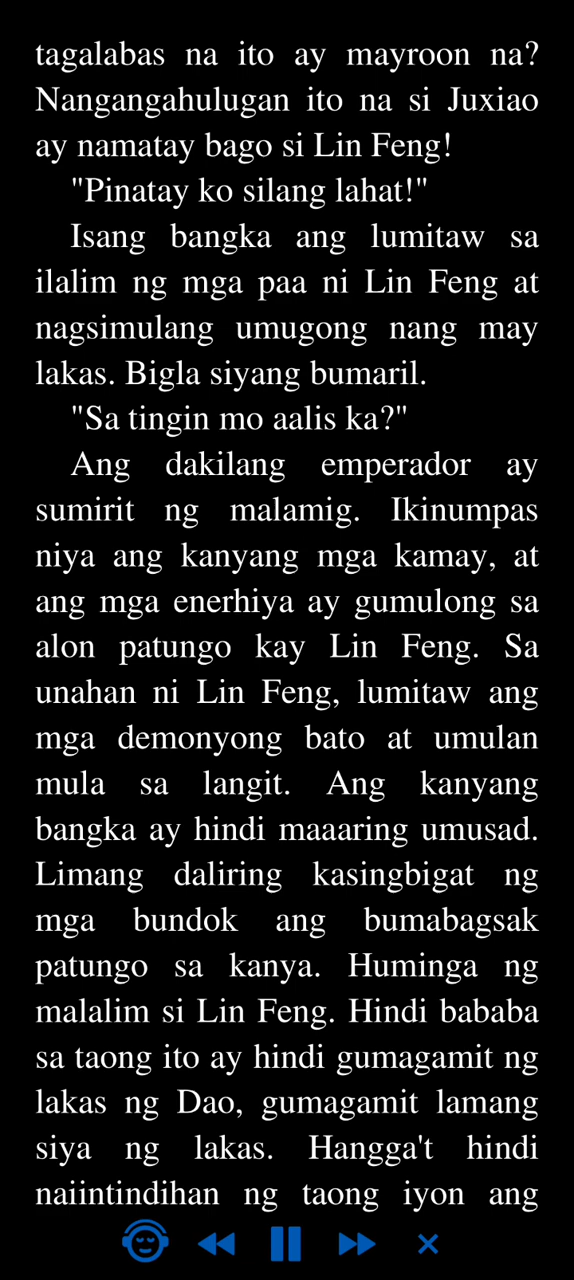 tagalabas na ito ay mayroon na?
Nangangahulugan ito na si Juxiao
ay namatay bago si Lin Feng!
"Pinatay ko silang lahat!"
Isang bangka ang lumitaw sa
ilalim ng mga paa ni Lin Feng at
nagsimulang umugong nang may
lakas. Bigla siyang bumaril.
"Sa tingin mo aalis ka?"
Ang dakilang emperador ay
sumirit ng malamig. Ikinumpas
niya ang kanyang mga kamay, at
ang mga enerhiya ay gumulong sa
alon patungo kay Lin Feng. Sa
unahan ni Lin Feng, lumitaw ang
mga demonyong bato at umulan
mula sa langit. Ang kanyang
bangka ay hindi maaaring umusad.
Limang daliring kasingbigat ng
mga bundok ang bumabagsak
patungo sa kanya. Huminga ng
malalim si Lin Feng. Hindi bababa
sa taong ito ay hindi gumagamit ng
lakas ng Dao, gumagamit lamang
siya ng lakas. Hangga't hindi
naiintindihan ng taong iyon ang